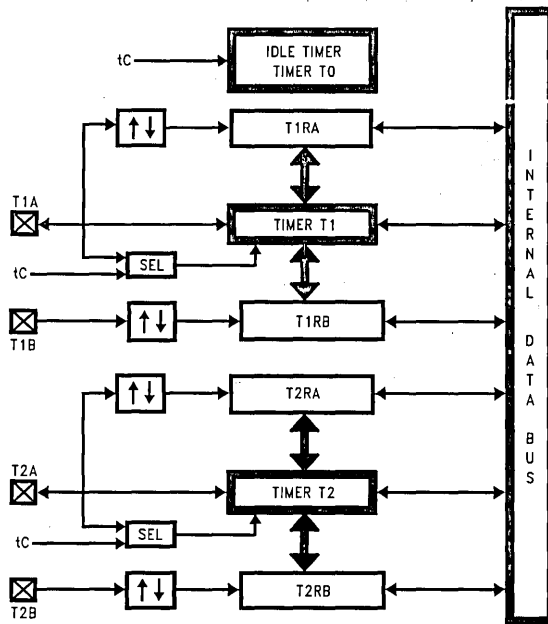 tC
IDLE TIMER
TIMER T0
T1RA
T1A
TIMER T1
SEL
tC
T1B
T1RB
T2RA
T2A
TIMER T2
SEL
tC
T2B
T2RB
INTERNAL DATA BUS